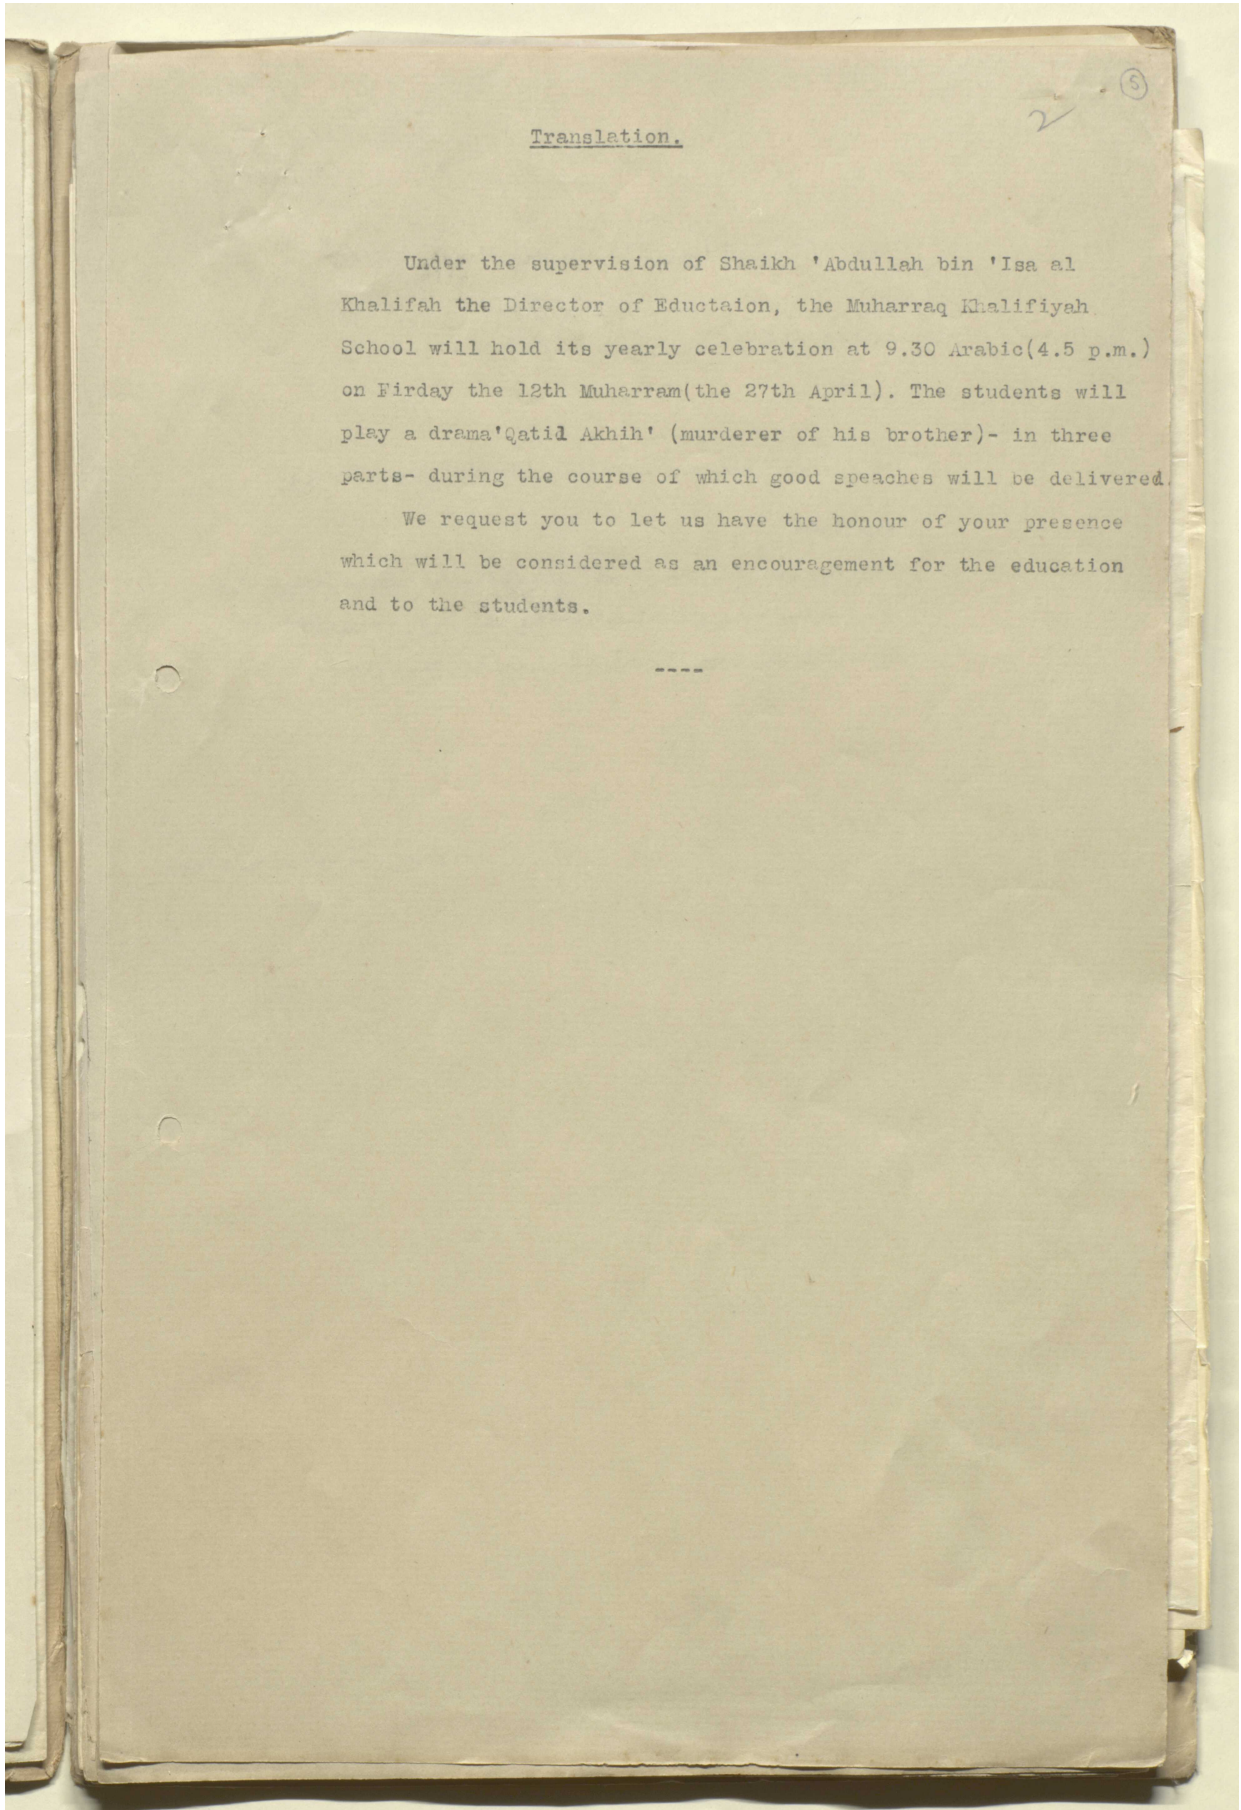 5
2
Translation.
Under the supervision of Shaikh 'Abdullah bin 'Isa al
Khalifah the Director of Eductaion, the Muharraq Khalifiyah
School will hold its yearly celebration at 9.30 Arabic(4.5 p.m.)
on Firday the 12th Muharram(the 27th April). The students will
play a drama'Qatil Akhih' (murderer of his brother)- in three
parts- during the course of which good speaches will be delivered.
We request you to let us have the honour of your presence
which will be considered as an encouragement for the education
and to the students.
----